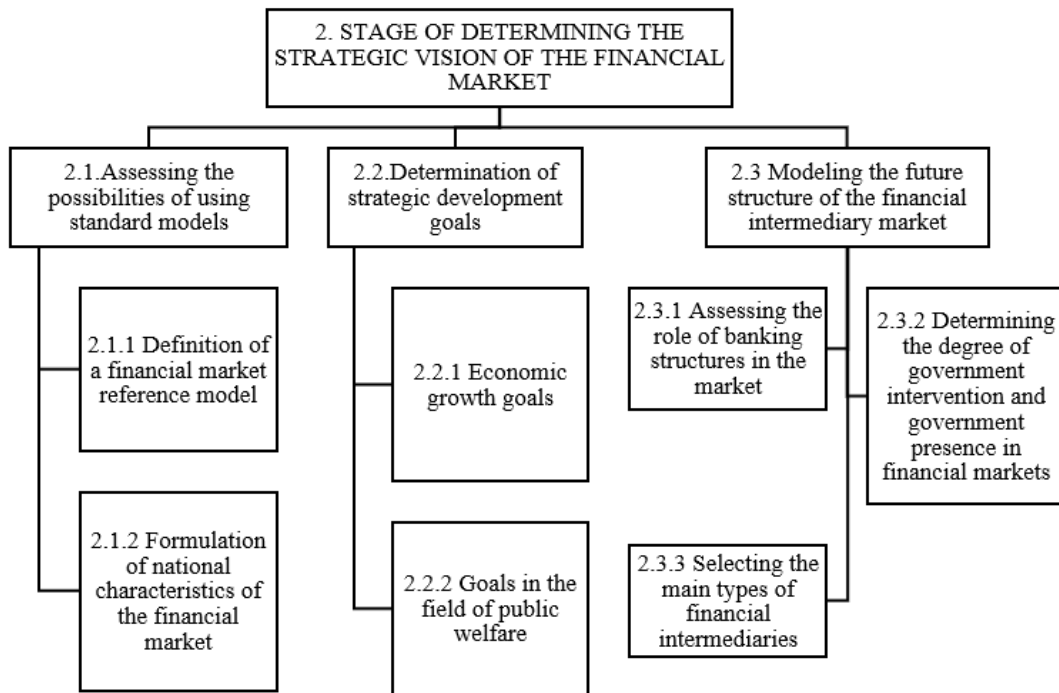 2. STAGE OF DETERMINING THE
STRATEGIC VISION OF THE FINANCIAL
MARKET
2.1.Assessing the
possibilities of using
standard models
2.2.Determination of
strategic development
goals
2.3 Modeling the future
structure of the financial
intermediary market
2.1.1 Definition of
a financial market
reference model
2.1.2 Formulation
of national
characteristics of
the financial
market
2.2.1 Economic
growth goals
2.2.2 Goals in the
field of public
welfare
2.3.1 Assessing the
role of banking
structures in the
market
2.3.2 Determining
the degree of
government
intervention and
government
presence in
financial markets
2.3.3 Selecting the
main types of
financial
intermediaries